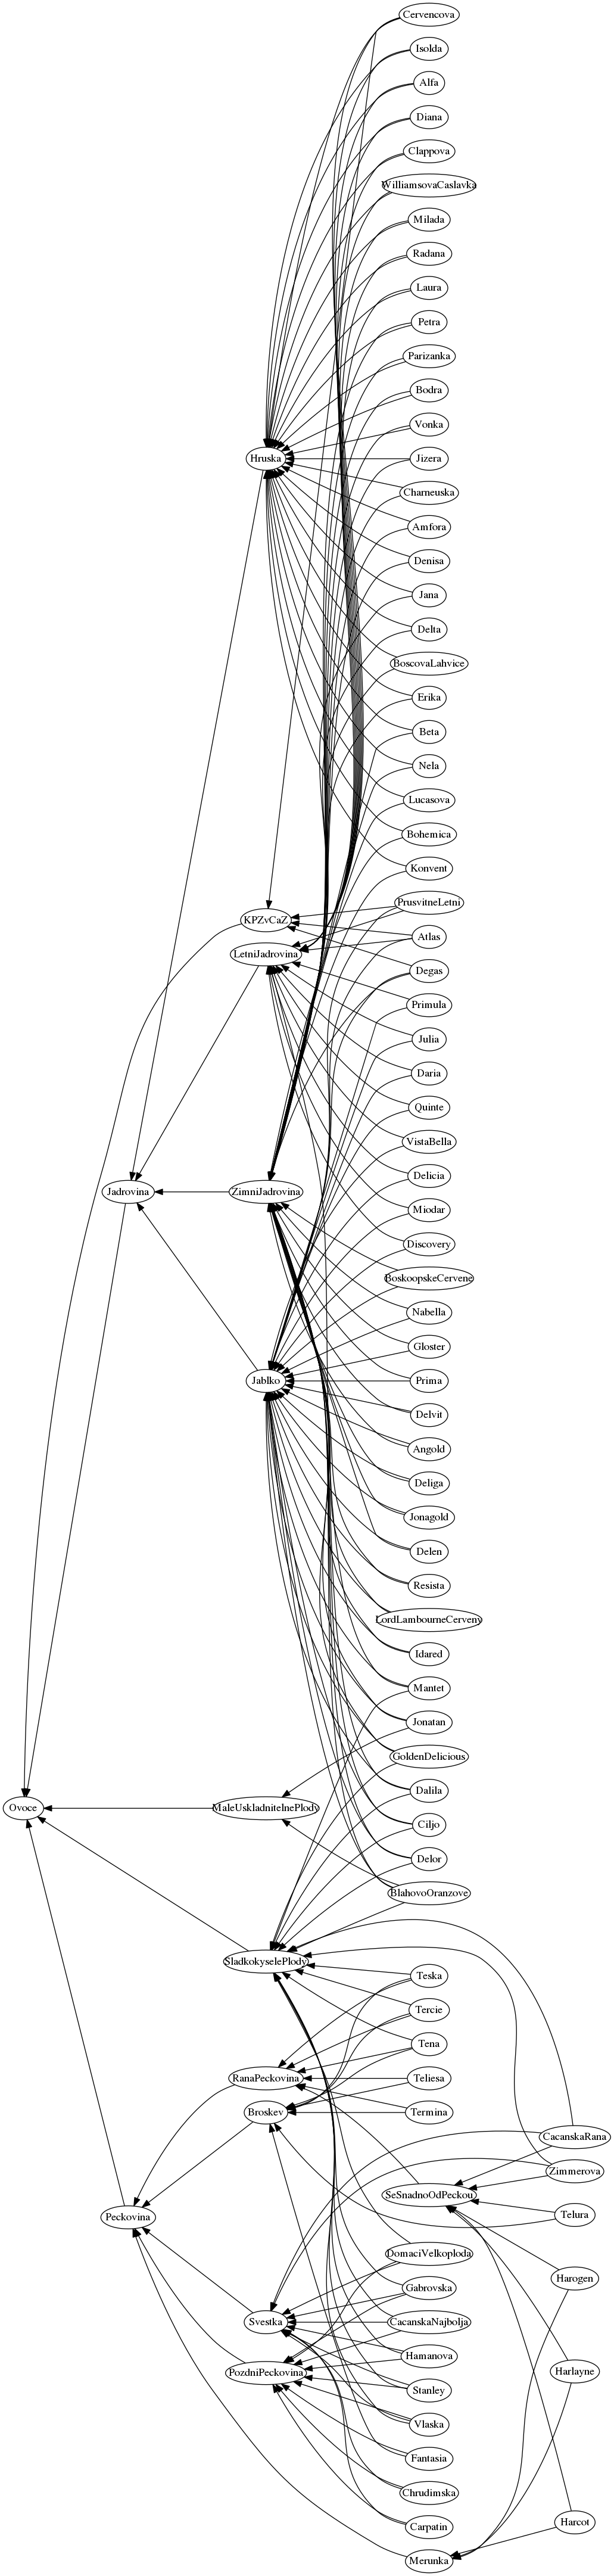 Cervencova
Isolda
Alfa
Diana
Clappova
WilliamsovaCaslavka
Milada
Radana
Laura
Petra
Parizanka
Bodra
Vonka
Hruska
Jizera
Charneuska
Amfora
Denisa
Jana
Delta
BoscovaLahvice
Erika
Beta
Nela
Lucasova
Bohemica
Konvent
PrusvitneLetni
KPZvCaZ
Atlas
LetniJadrovina
Degas
Primula
Julia
Daria
Quinte
VistaBella
Delicia
Jadrovina
ZimniJadrovina
Miodar
Discovery
BoskoopskeCervene
Nabella
Gloster
Jablko
Prima
Delvit
Angold
Deliga
Jonagold
Delen
Resista
LordLambourneCerveny
Idared
Mantet
Jonatan
GoldenDelicious
Dalila
Ovoce
MaleUskladnitelnePlody
Ciljo
Delor
BlahovoOranzove
SladkokyselePlody
Teska
Tercie
Tena
RanaPeckovina
Teliesa
Broskev
Termina
CacanskaRana
Zimmerova
SeSnadnoOdPeckou
Telura
Peckovina
DomaciVelkoploda
Harogen
Gabrovska
Svestka
CacanskaNajbolja
Hamanova
PozdniPeckovina
Harlayne
Stanley
Vlaska
Fantasia
Chrudimska
Harcot
Carpatin
Merunka